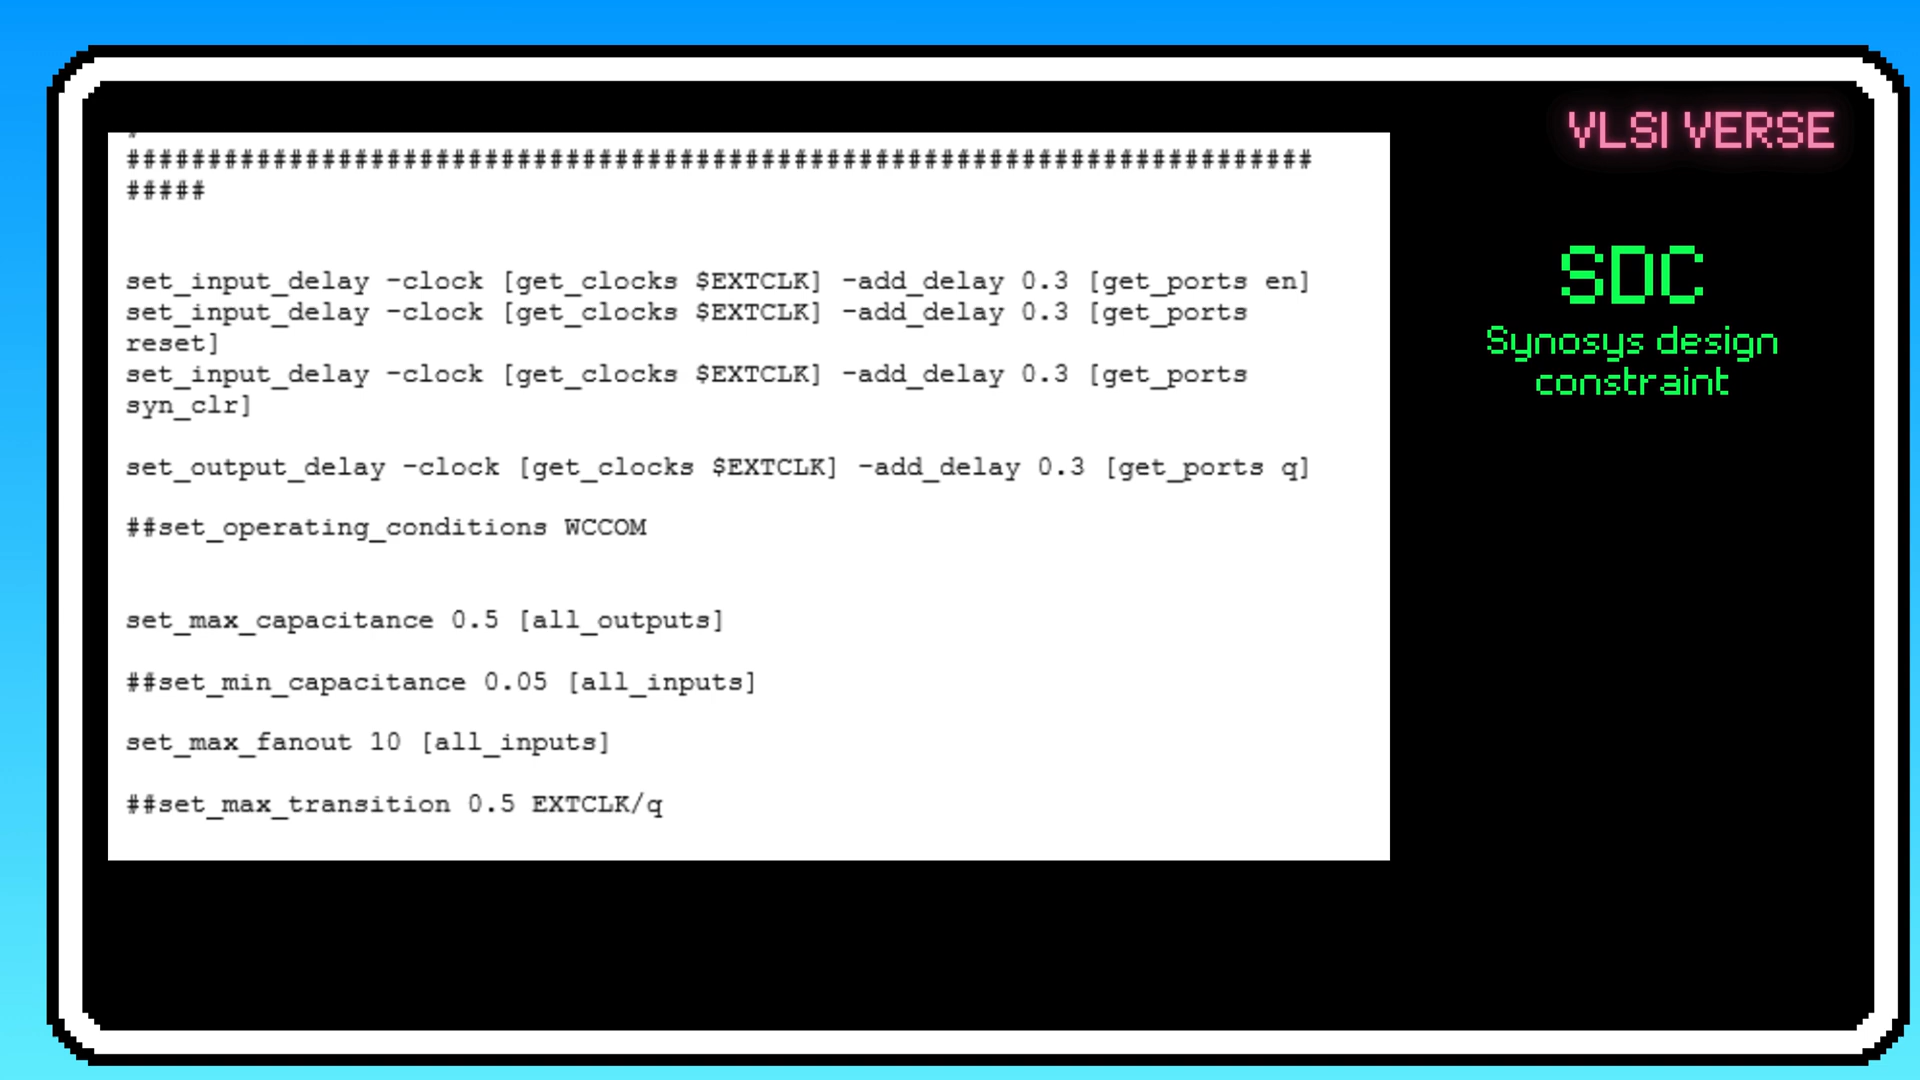 ################################################################################
#####
set_input_delay -clock [get_clocks $EXTCLK] -add_delay 0.3 [get_ports en]
set_input_delay -clock [get_clocks $EXTCLK] -add_delay 0.3 [get_ports
reset]
set_input_delay -clock [get_clocks $EXTCLK] -add_delay 0.3 [get_ports
syn_clr]
set_output_delay -clock [get_clocks $EXTCLK] -add_delay 0.3 [get_ports q]
##set_operating_conditions WCCOM
set_max_capacitance 0.5 [all_outputs]
##set_min_capacitance 0.05 [all_inputs]
set_max_fanout 10 [all_inputs]
##set_max_transition 0.5 EXTCLK/q
VLSI VERSE
SDC
Synosys design
constraint